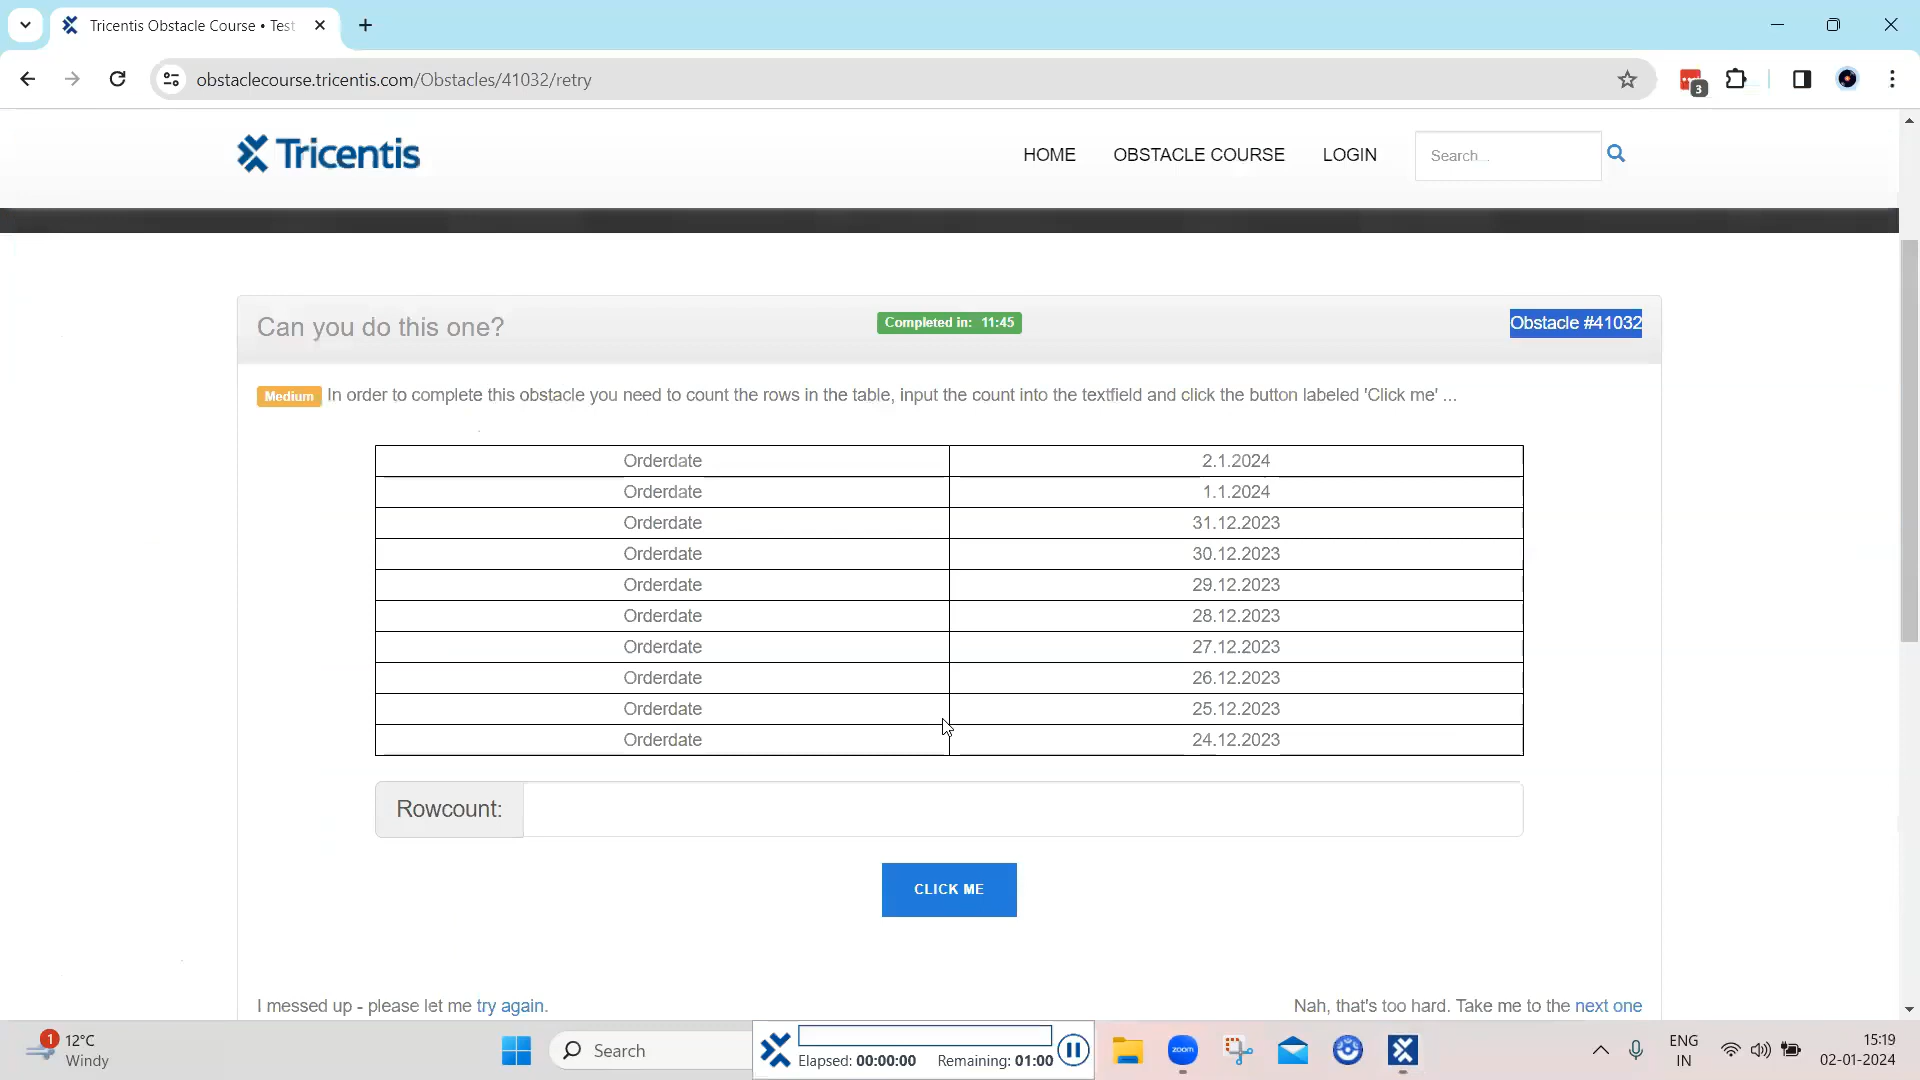 Tricentis Obstacle Course • Test
obstaclecourse.tricentis.com/Obstacles/41032/retry
3
Tricentis
HOME
OBSTACLE COURSE
LOGIN
Search...
Can you do this one?
Completed in: 11:45
Obstacle #41032
Medium In order to complete this obstacle you need to count the rows in the table, input the count into the textfield and click the button labeled 'Click me' ...
Orderdate 2.1.2024
Orderdate 1.1.2024
Orderdate 31.12.2023
Orderdate 30.12.2023
Orderdate 29.12.2023
Orderdate 28.12.2023
Orderdate 27.12.2023
Orderdate 26.12.2023
Orderdate 25.12.2023
Orderdate 24.12.2023
Rowcount:
CLICK ME
I messed up - please let me try again.
Nah, that's too hard. Take me to the next one
1
12°C
Windy
Search
Elapsed: 00:00:00 Remaining: 01:00
zoom
ENG
IN
15:19
02-01-2024